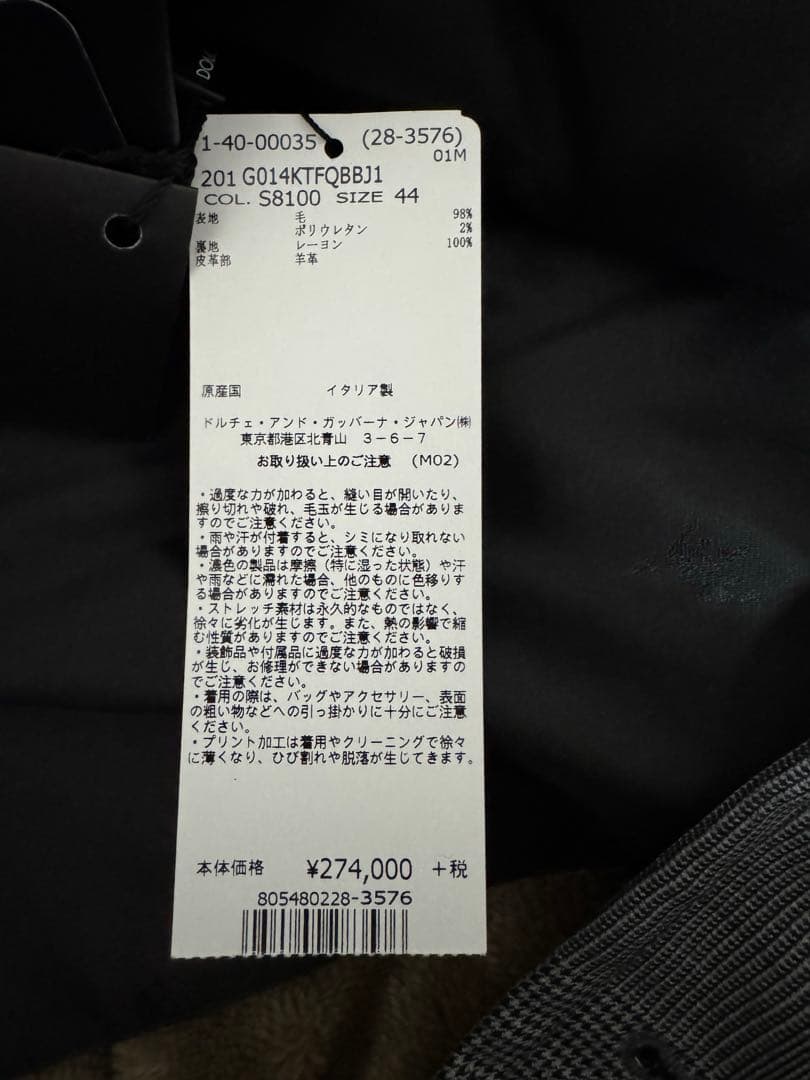 DOL
1-40-00035 (28-3576)
01M
201 G014KTFQBBJ1
COL. S8100 SIZE 44
表地 毛 98%
ポリウレタン 2%
裏地 レーヨン 100%
皮革部 羊革
原産国 イタリア製
ドルチェ・アンド・ガッバーナ・ジャパン㈱
東京都港区北青山 3-6-7
お取り扱い上のご注意 (M02)
・過度な力が加わると、縫い目が開いたり、
擦り切れや破れ、毛玉が生じる場合がありま
すのでご注意ください。
・雨や汗が付着すると、シミになり取れない
場合がありますのでご注意ください。
・濃色の製品は摩擦（特に湿った状態）や汗
や雨などに濡れた場合、他のものに色移りす
る場合がありますのでご注意ください。
・ストレッチ素材は永久的なものではなく、
徐々に劣化が生じます。また、熱の影響で縮
む性質がありますのでご注意ください。
・装飾品や付属品に過度な力が加わると破損
が生じ、お修理ができない場合がありますの
でご注意ください。
・着用の際は、バッグやアクセサリー、表面
の粗い物などへの引っ掛かりに十分にご注意
ください。
・プリント加工は着用やクリーニングで徐々
に薄くなり、ひび割れや脱落が生じてきます。
本体価格 ¥274,000 +税
805480228-3576